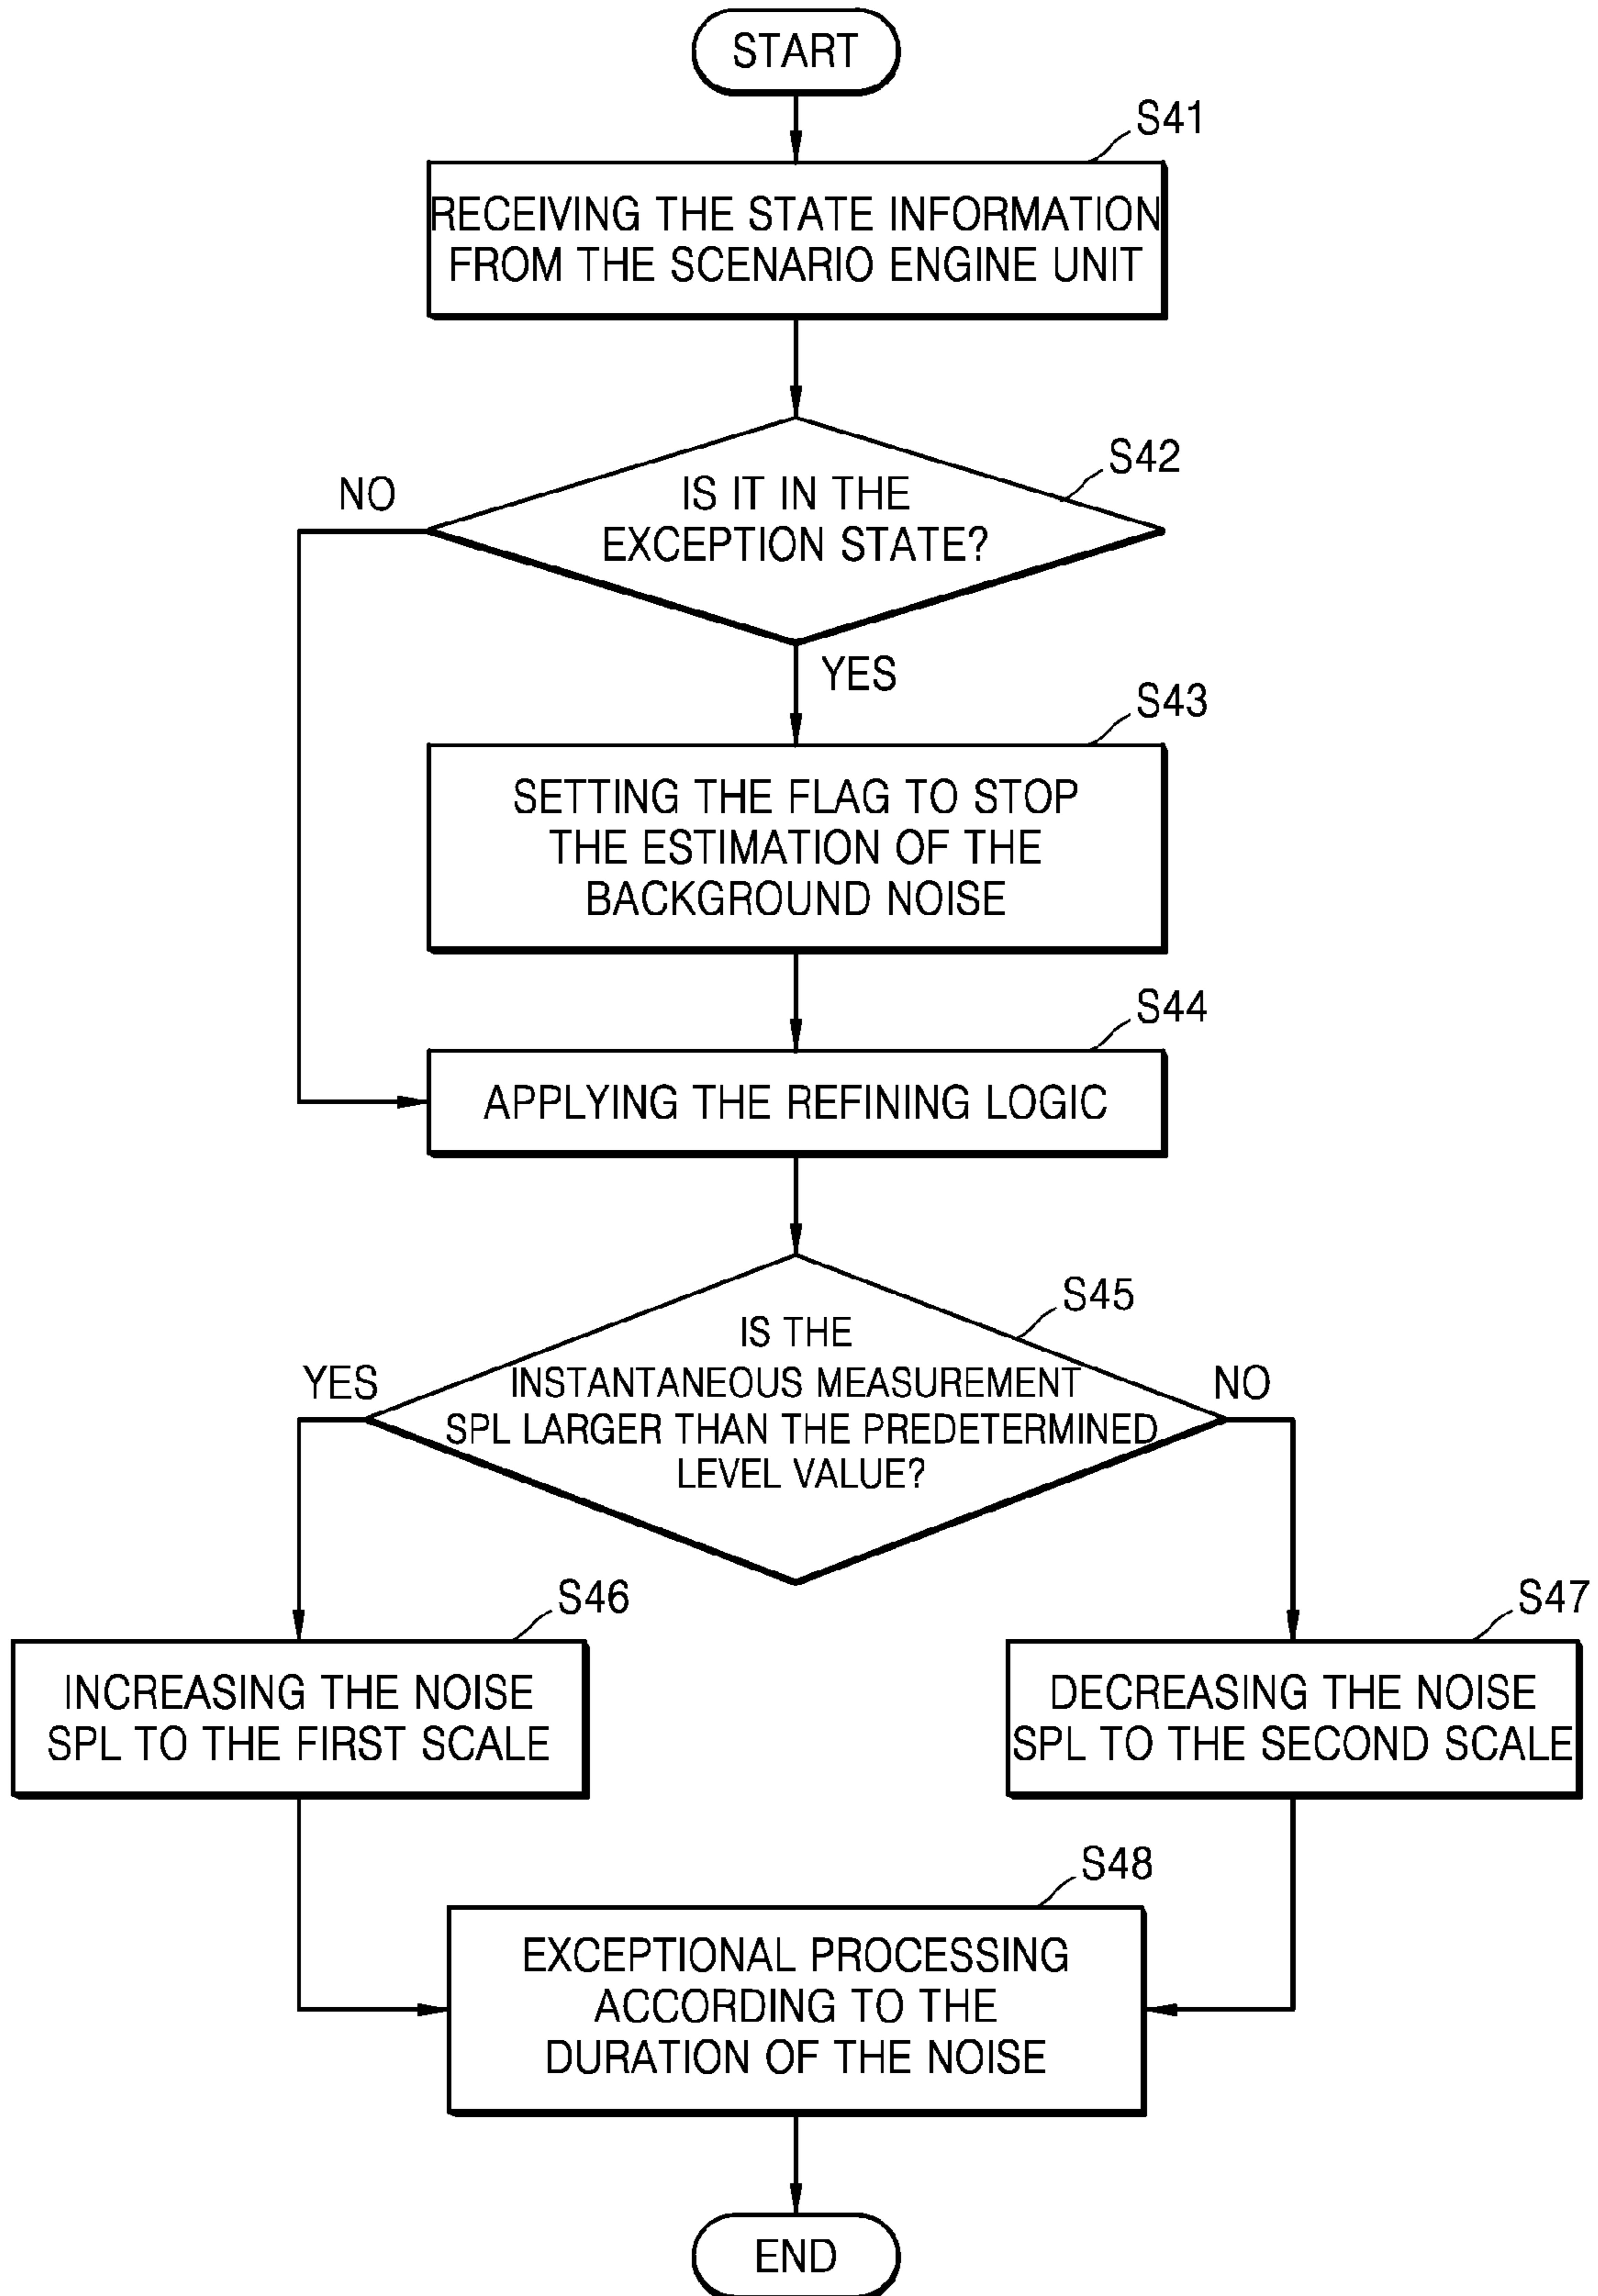 START
S41
RECEIVING THE STATE INFORMATION
FROM THE SCENARIO ENGINE UNIT
S42
NO
IS IT IN THE
EXCEPTION STATE?
YES
S43
SETTING THE FLAG TO STOP
THE ESTIMATION OF THE
BACKGROUND NOISE
S44
APPLYING THE REFINING LOGIC
S45
IS THE
YES
INSTANTANEOUS MEASUREMENT
NO
SPL LARGER THAN THE PREDETERMINED
LEVEL VALUE?
S46
S47
INCREASING THE NOISE
SPL TO THE FIRST SCALE
DECREASING THE NOISE
SPL TO THE SECOND SCALE
S48
EXCEPTIONAL PROCESSING
ACCORDING TO THE
DURATION OF THE NOISE
END